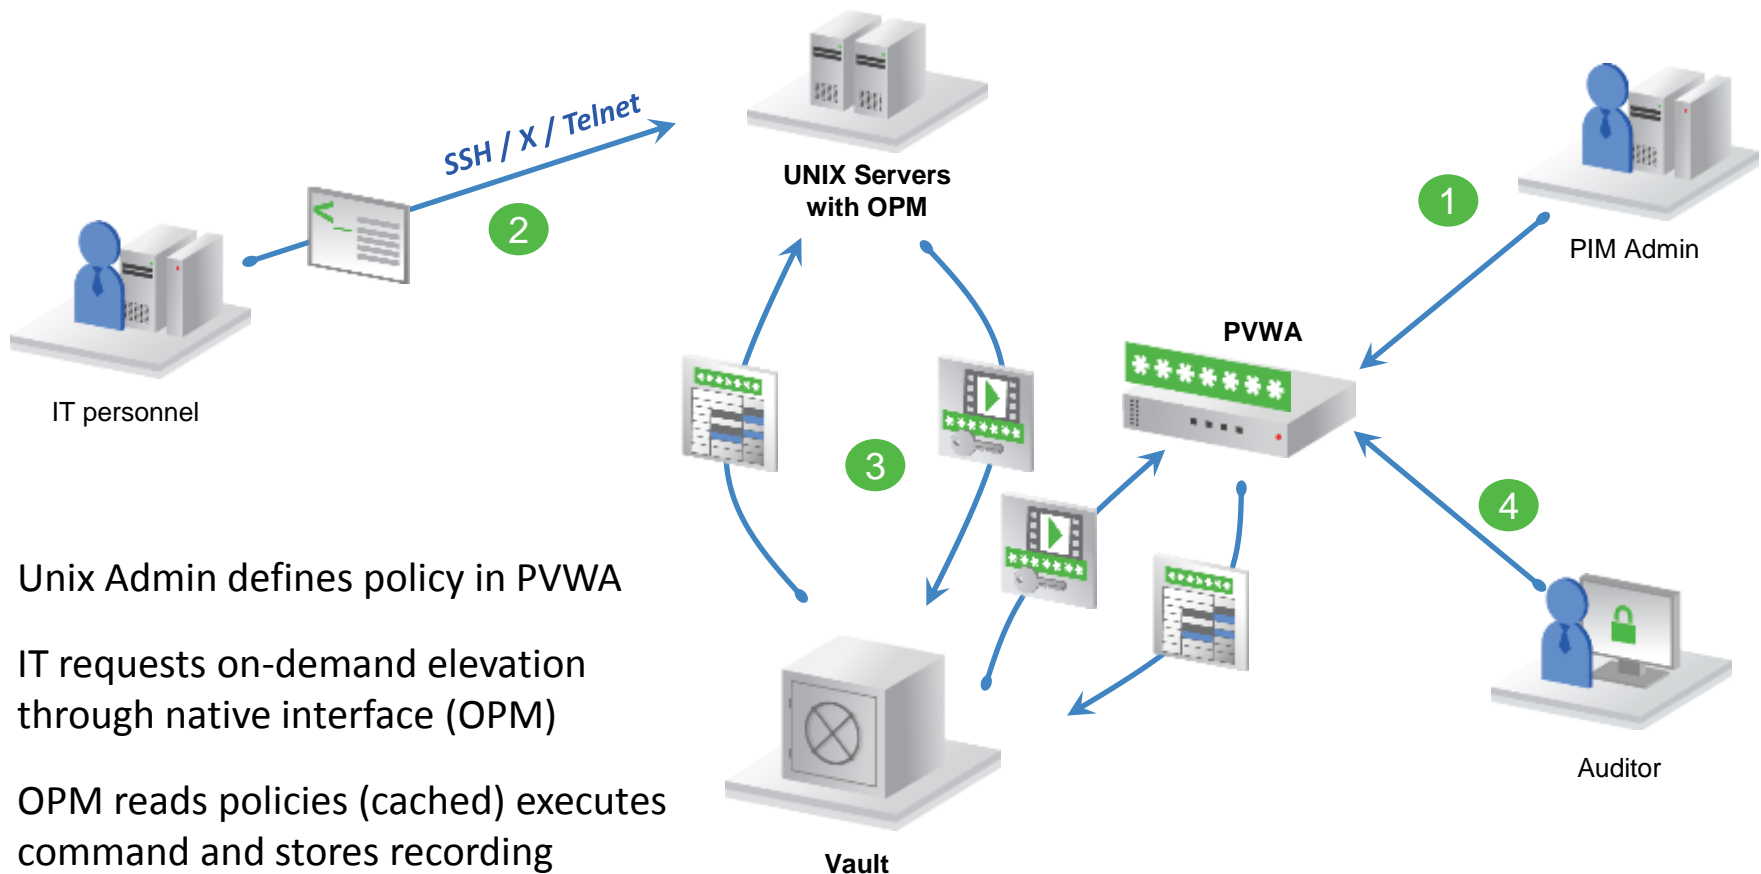 SSH / X / Telnet
UNIX Servers
with OPM
1
2
PIM Admin
PVWA
IT personnel
3
4
Unix Admin defines policy in PVWA
IT requests on-demand elevation
through native interface (OPM)
Auditor
OPM reads policies (cached) executes
command and stores recording
Vault